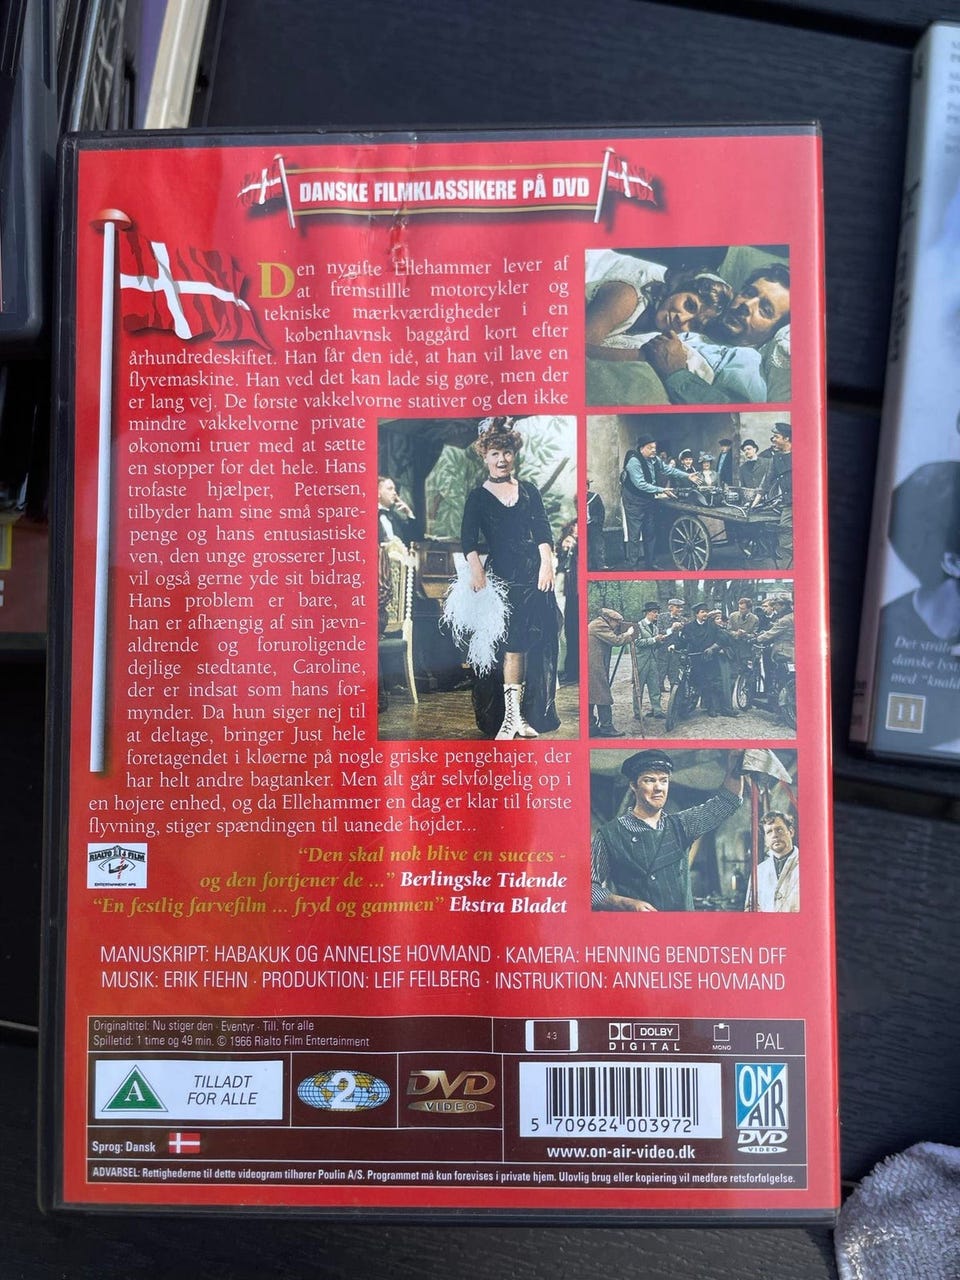 DANSKE FILMKLASSIKERE PÅ DVD
Den nygifte Ellehammer lever af
at fremstillle motorcykler og
tekniske mærkværdigheder i en
københavnsk baggård kort efter
århundredeskiftet. Han får den idé, at han vil lave en
flyvemaskine. Han ved det kan lade sig gøre, men der
er lang vej. De første vakkelvorne stativer og den ikke
mindre vakkelvorne private
økonomi truer med at sætte
en stopper for det hele. Hans
trofaste hjælper, Petersen,
tilbyder ham sine små spare-
penge og hans entusiastiske
ven, den unge grosserer Just,
vil også gerne yde sit bidrag.
Hans problem er bare, at
han er afhængig af sin jævn-
aldrende og foruroligende
dejlige stedtante, Caroline,
der er indsat som hans for-
mynder. Da hun siger nej til
at deltage, bringer Just hele
foretagendet i kløerne på nogle griske pengehajer, der
har helt andre bagtanker. Men alt går selvfølgelig op i
en højere enhed, og da Ellehammer en dag er klar til første
flyvning, stiger spændingen til uanede højder...
RIALTO FILM
ENTERTAINMENT APS
"Den skal nok blive en succes -
og den fortjener de ..." Berlingske Tidende
"En festlig farvefilm ... fryd og gammen" Ekstra Bladet
MANUSKRIPT: HABAKUK OG ANNELISE HOVMAND · KAMERA: HENNING BENDTSEN DFF
MUSIK: ERIK FIEHN · PRODUKTION: LEIF FEILBERG · INSTRUKTION: ANNELISE HOVMAND
Originaltitel: Nu stiger den · Eventyr · Till. for alle
Spilletid: 1 time og 49 min. © 1966 Rialto Film Entertainment
4:3
DOLBY
DIGITAL
MONO
PAL
A
TILLADT
FOR ALLE
2
DVD
VIDEO
5 709624 003972
www.on-air-video.dk
ON
AIR
DVD
VIDEO
Sprog: Dansk
ADVARSEL: Rettighederne til dette videogram tilhører Poulin A/S. Programmet må kun forevises i private hjem. Ulovlig brug eller kopiering vil medføre retsforfølgelse.
Det strål
danske lyst
med "knald
11